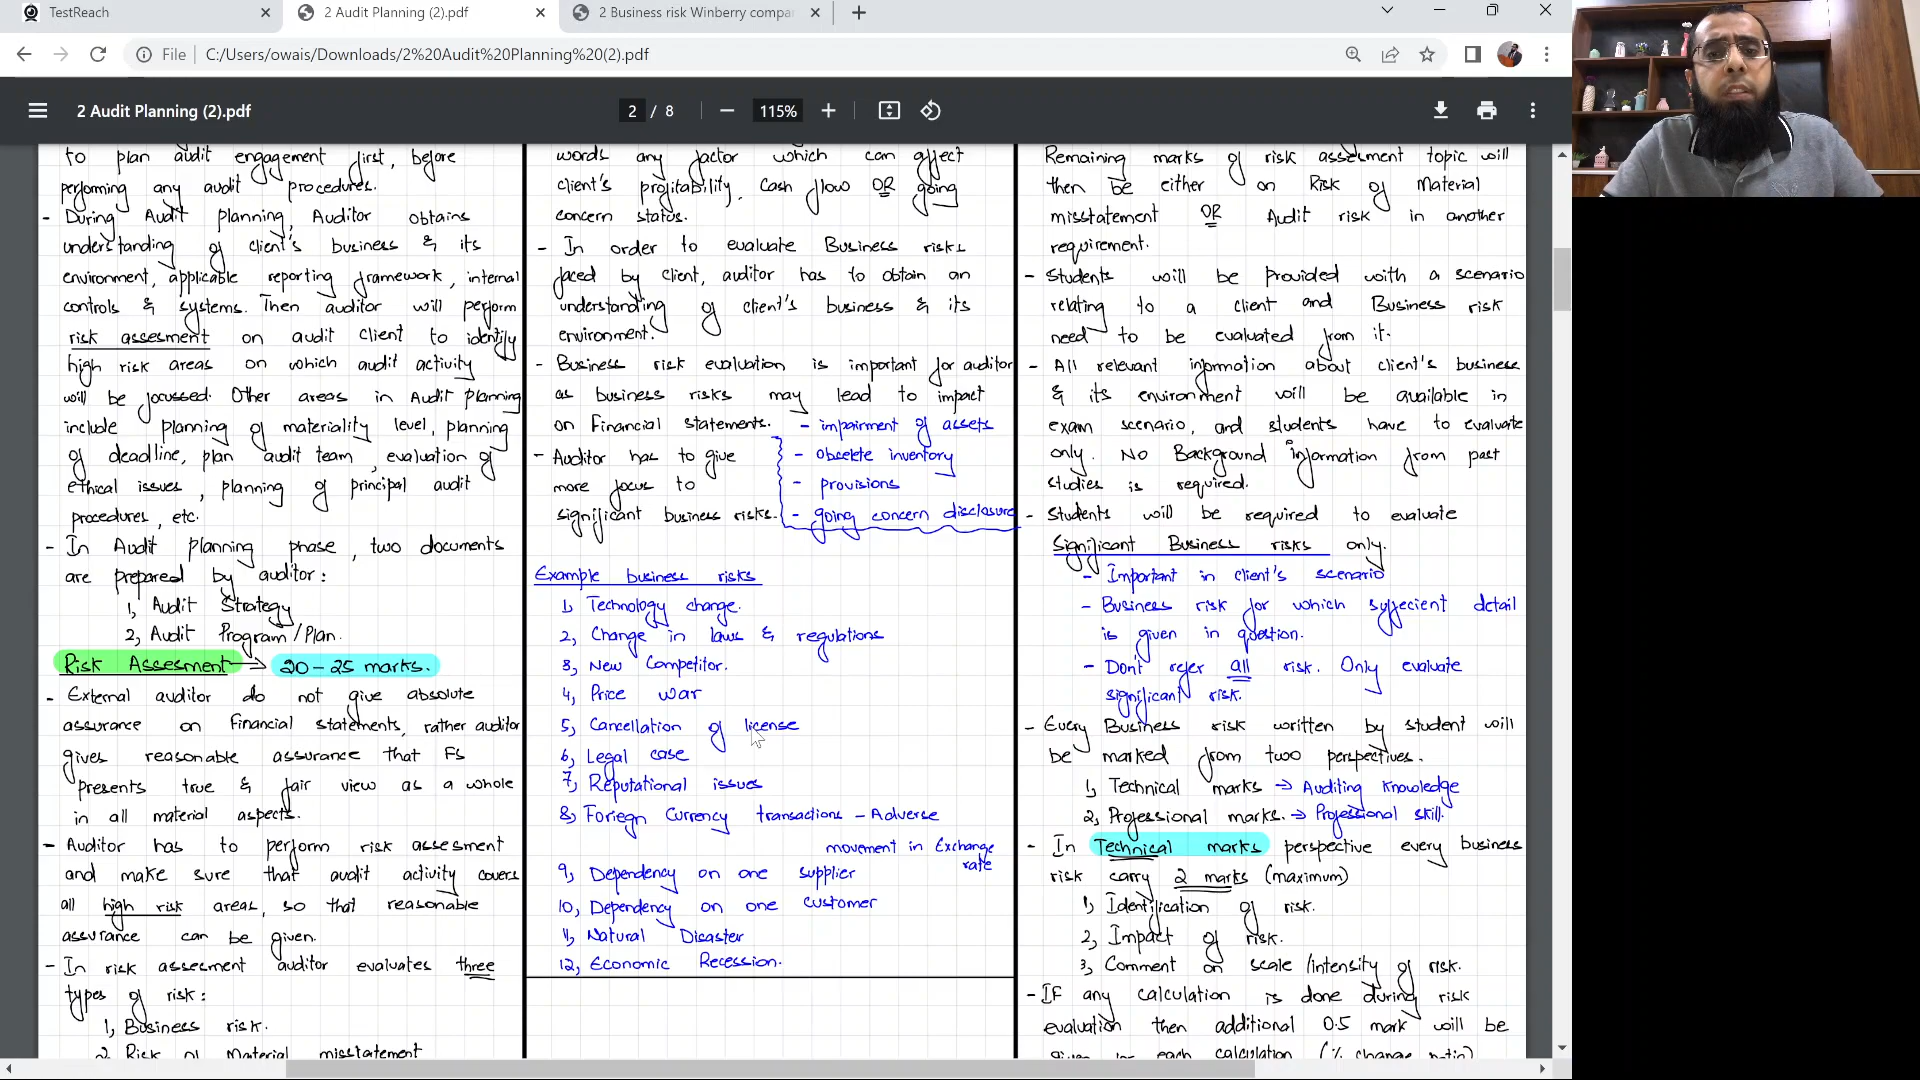 TestReach
2 Audit Planning (2).pdf
2 Business risk Winberry compa
File C:/Users/owais/Downloads/2%20Audit%20Planning%20(2).pdf
2 Audit Planning (2).pdf
2 / 8
115%
to plan audit engagement first, before
performing any audit procedures.
- During Audit planning, Auditor obtains
understanding of client's business & its
environment, applicable reporting framework, internal
controls & systems. Then auditor will perform
risk assesment on audit client to identify
high risk areas on which audit activity
will be focussed. Other areas in Audit planning
include planning of materiality level, planning
of deadline, plan audit team, evaluation of
ethical issues, planning of principal audit
procedures, etc.
- In Audit planning phase, two documents
are prepared by auditor:
1, Audit Strategy
2, Audit Program/Plan.
Risk Assesment → 20-25 marks.
- External auditor do not give absolute
assurance on Financial statements, rather auditor
gives reasonable assurance that FS
presents true & fair view as a whole
in all material aspects.
- Auditor has to perform risk assesment
and make sure that audit activity covers
all high risk areas, so that reasonable
assurance can be given.
- In risk assesment auditor evaluates three
types of risk:
1, Business risk.
2, Risk of Material misstatement
words any factor which can affect
client's profitability, cash flow OR going
concern status.
- In order to evaluate Business risks
faced by client, auditor has to obtain an
understanding of client's business & its
environment.
- Business risk evaluation is important for auditor
as business risks may lead to impact
on Financial statements.
- impairment of assets
- obselete inventory
- provisions
- going concern disclosure
- Auditor has to give
more focus to
significant business risks.
Example business risks
1, Technology change.
2, Change in laws & regulations
3, New Competitor.
4, Price war
5, Cancellation of license
6, Legal case
7, Reputational issues
8, Foriegn Currency transactions - Adverse
movement in Exchange
rate
9, Dependency on one supplier
10, Dependency on one customer
11, Natural Disaster
12, Economic Recession.
Remaining marks of risk assesment topic will
then be either on Risk of Material
misstatement OR Audit risk in another
requirement.
- Students will be provided with a scenario
relating to a client and Business risk
need to be evaluated from it.
- All relevant information about client's business
& its environment will be available in
exam scenario, and students have to evaluate
only. No Background information from past
studies is required.
- Students will be required to evaluate
Significant Business risks only.
- Important in client's scenario
- Business risk for which suffecient detail
is given in question.
- Don't refer all risk. Only evaluate
significant risk.
- Every Business risk written by student will
be marked from two perspectives.
1, Technical marks → Auditing Knowledge
2, Professional marks. → Professional skill.
- In Technical marks perspective every business
risk carry 2 marks (maximum)
1, Identification of risk.
2, Impact of risk.
3, Comment on scale/intensity of risk.
- IF any calculation is done during risk
evaluation then additional 0.5 mark will be
given for each calculation (% change, ratio)